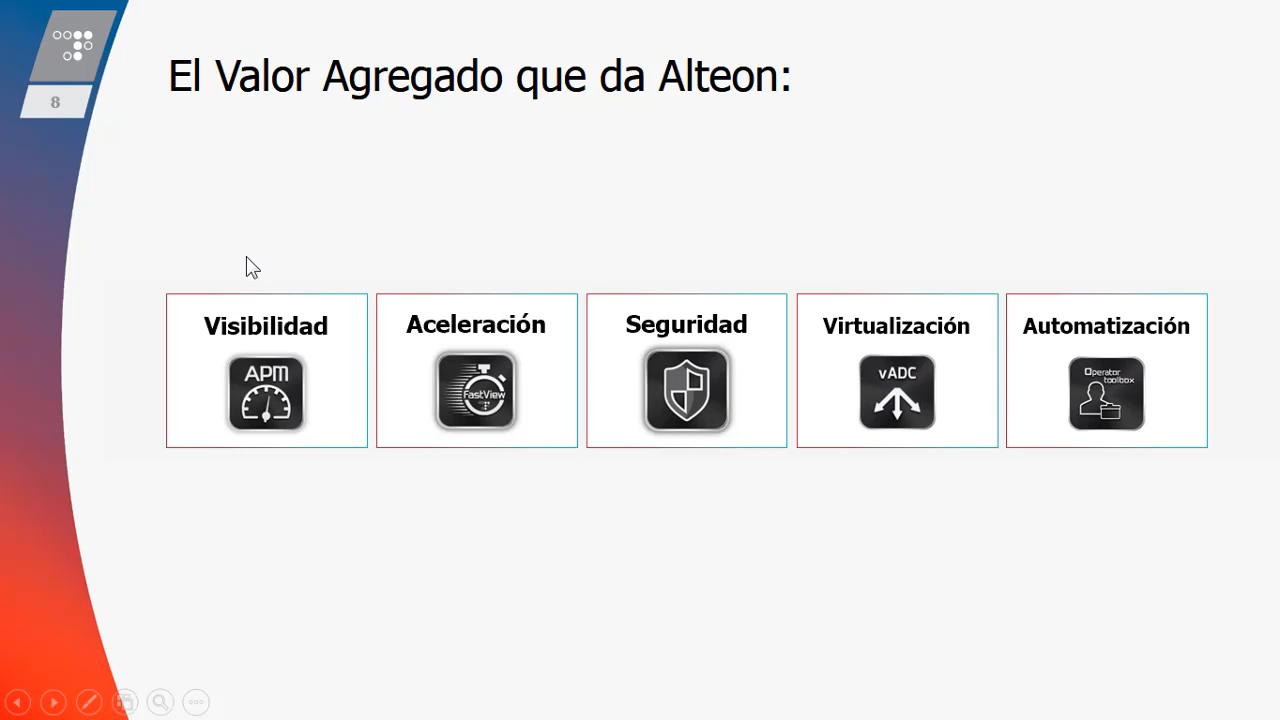 8
El Valor Agregado que da Alteon:
Visibilidad
APM
Aceleración
FastView
Seguridad
Virtualización
vADC
Automatización
Operator
toolbox